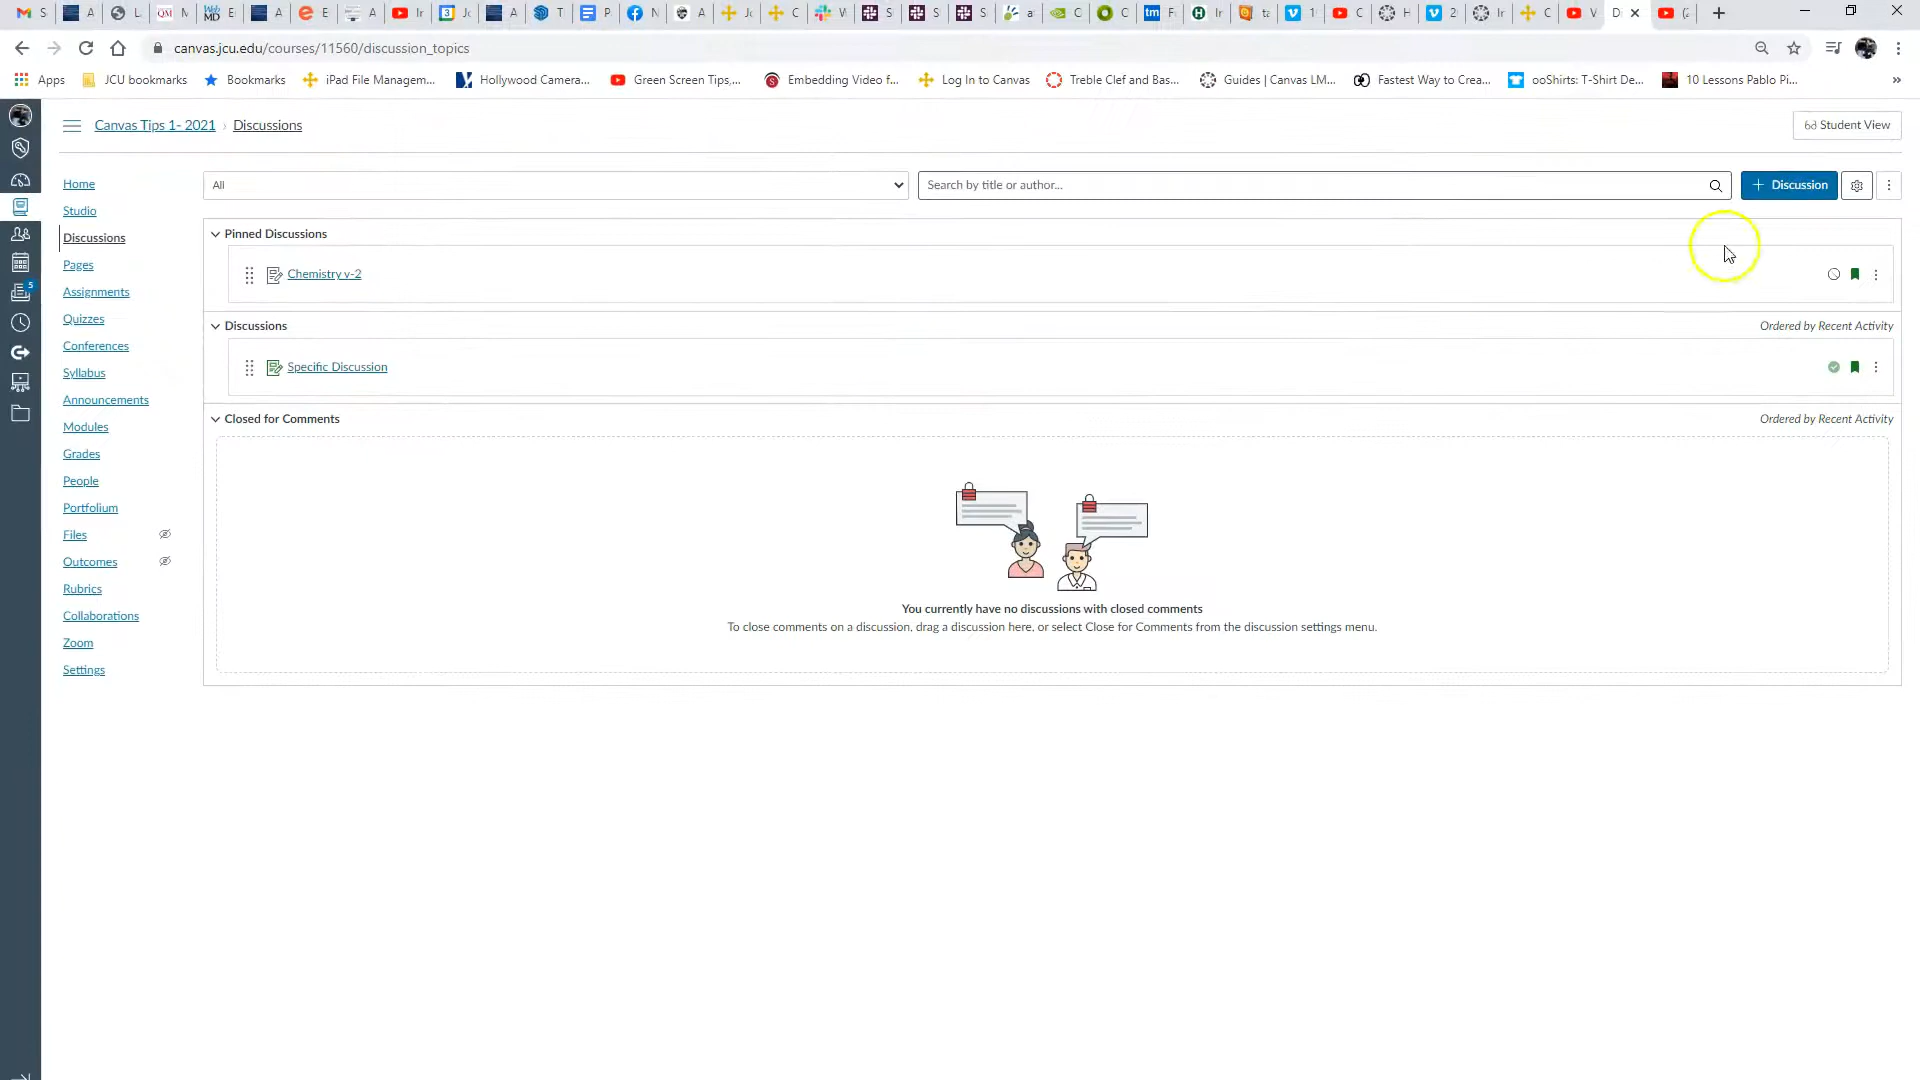 canvas.jcu.edu/courses/11560/discussion_topics
Apps JCU bookmarks Bookmarks iPad File Managem... Hollywood Camera... Green Screen Tips,... Embedding Video f... Log In to Canvas Treble Clef and Bas... Guides | Canvas LM... Fastest Way to Crea... ooShirts: T-Shirt De... 10 Lessons Pablo Pi... »
Canvas Tips 1- 2021 › Discussions
Student View
Home
Studio
Discussions
Pages
Assignments
Quizzes
Conferences
Syllabus
Announcements
Modules
Grades
People
Portfolium
Files
Outcomes
Rubrics
Collaborations
Zoom
Settings
5
All
Search by title or author...
+ Discussion
Pinned Discussions
Chemistry v-2
Discussions
Ordered by Recent Activity
Specific Discussion
Closed for Comments
Ordered by Recent Activity
You currently have no discussions with closed comments
To close comments on a discussion, drag a discussion here, or select Close for Comments from the discussion settings menu.